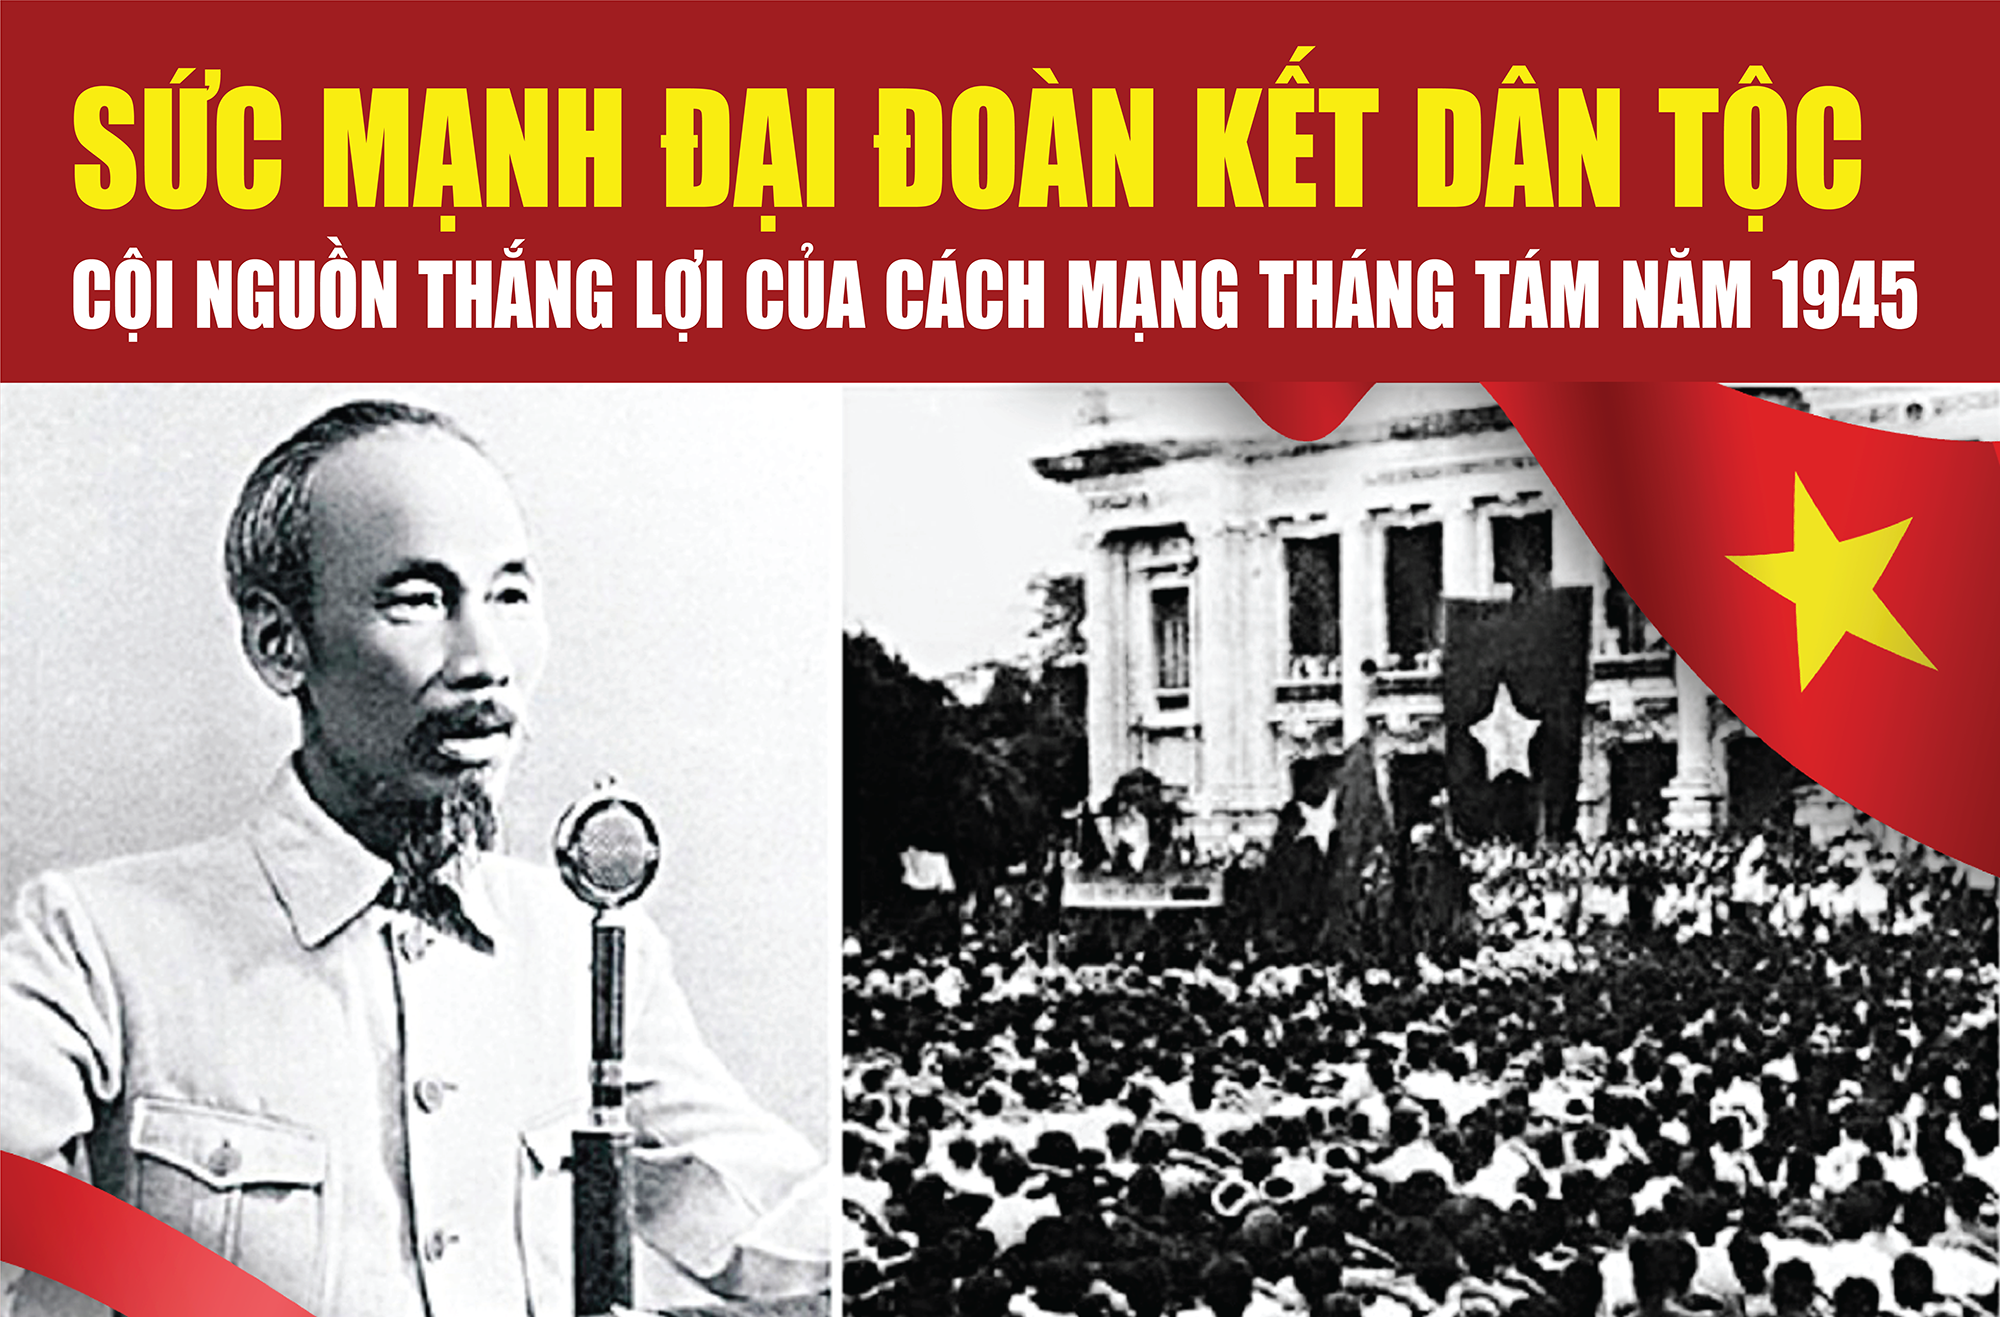 SỨC MẠNH ĐẠI ĐOÀN KẾT DÂN TỘC
CỘI NGUỒN THẮNG LỢI CỦA CÁCH MẠNG THÁNG TÁM NĂM 1945